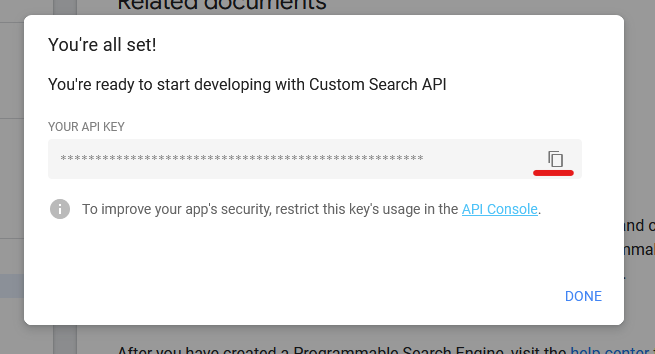 Related documents
You're all set!
You're ready to start developing with Custom Search API
YOUR API KEY
****************************************************
To improve your app's security, restrict this key's usage in the API Console.
and
DONE
After you have created a Programmable Search Engine, visit the help center